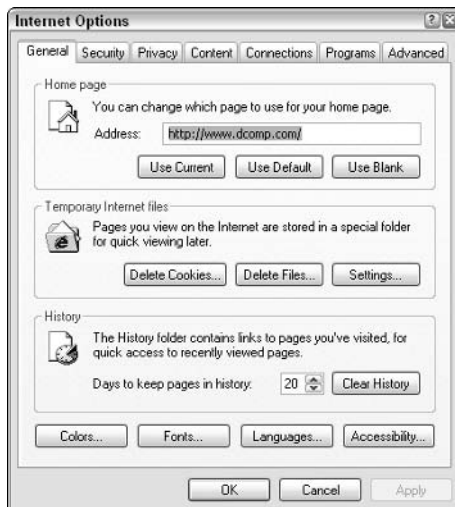 Internet Options
General Security Privacy Content Connections Programs Advanced
Home page
You can change which page to use for your home page.
Address: http://www.dcomp.com/
Use Current Use Default Use Blank
Temporary Internet files
Pages you view on the Internet are stored in a special folder
for quick viewing later.
Delete Cookies... Delete Files... Settings...
History
The History folder contains links to pages you've visited, for
quick access to recently viewed pages.
Days to keep pages in history: 20 Clear History
Colors... Fonts... Languages... Accessibility...
OK Cancel Apply